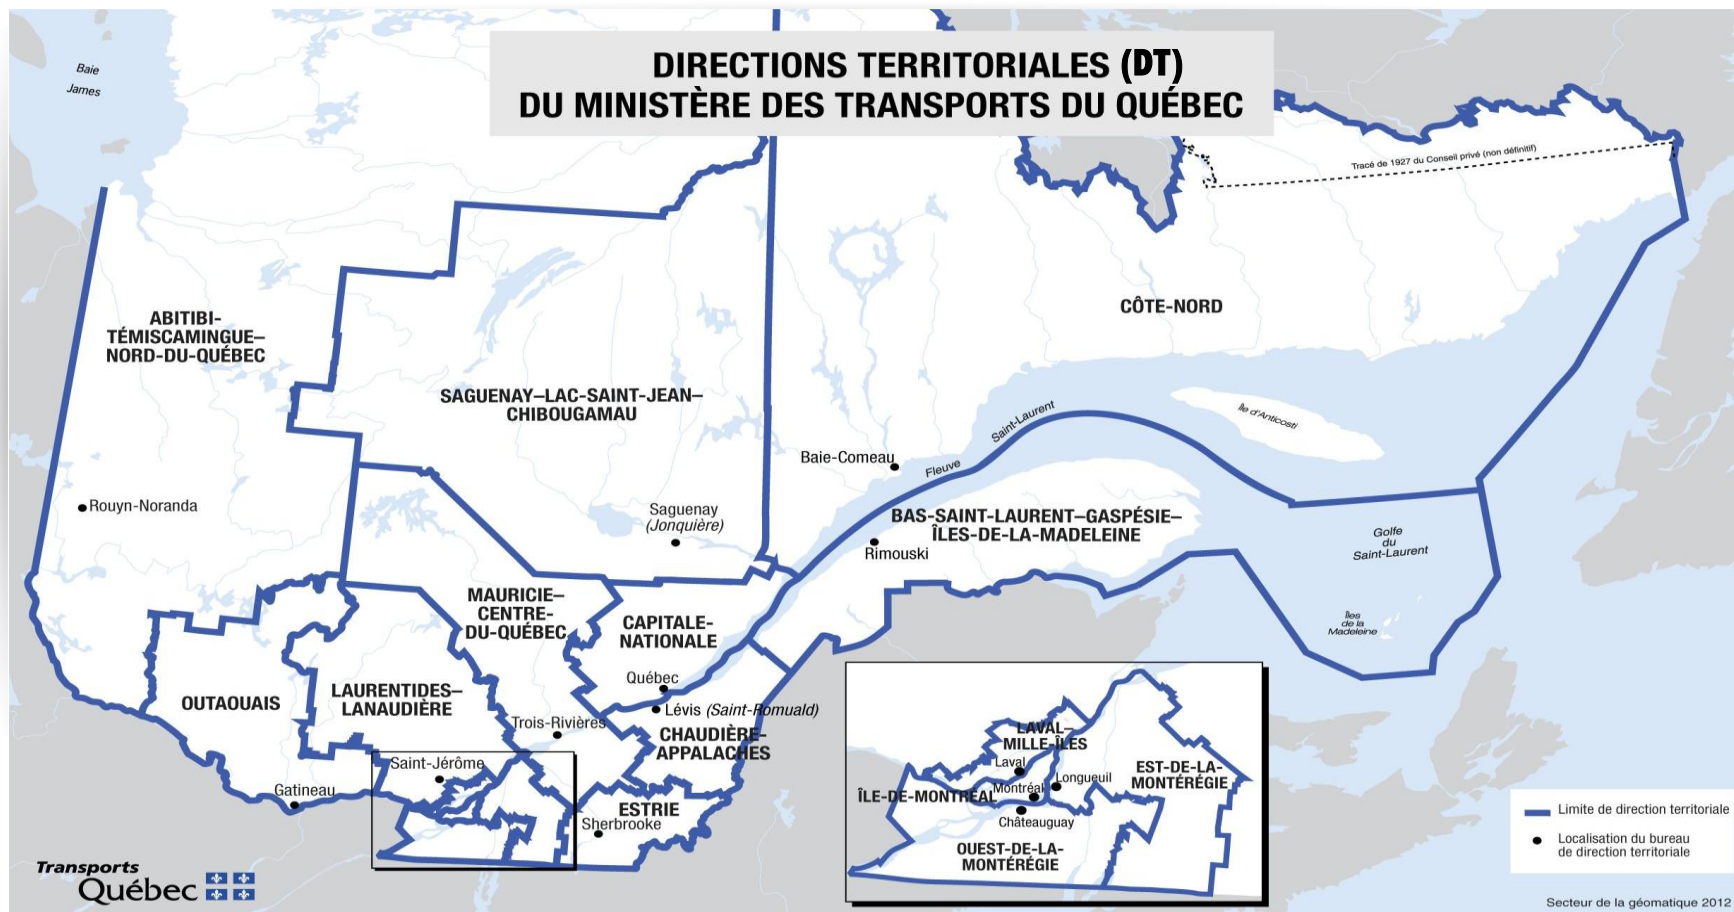 DIRECTIONS TERRITORIALES (DT)
DU MINISTÈRE DES TRANSPORTS DU QUÉBEC
Baie
James
Tracé de 1927 du Conseil privé (non définitif)
CÔTE-NORD
ABITIBI-
TÉMISCAMINGUE–
NORD-DU-QUÉBEC
SAGUENAY–LAC-SAINT-JEAN–
CHIBOUGAMAU
Île d'Anticosti
Fleuve Saint-Laurent
Baie-Comeau
Rouyn-Noranda
Saguenay
(Jonquière)
BAS-SAINT-LAURENT–GASPÉSIE–
ÎLES-DE-LA-MADELEINE
Rimouski
Golfe
du
Saint-Laurent
Îles
de la
Madeleine
MAURICIE–
CENTRE-
DU-QUÉBEC
CAPITALE-
NATIONALE
Québec
Lévis (Saint-Romuald)
OUTAOUAIS
LAURENTIDES–
LANAUDIÈRE
Trois-Rivières
CHAUDIÈRE-
APPALACHES
Saint-Jérôme
Gatineau
ESTRIE
Sherbrooke
LAVAL–
MILLE-ÎLES
Laval
Longueuil
EST-DE-LA-
MONTÉRÉGIE
ÎLE-DE-MONTRÉAL
Montréal
Châteauguay
OUEST-DE-LA-
MONTÉRÉGIE
Limite de direction territoriale
Localisation du bureau
de direction territoriale
Transports
Québec
Secteur de la géomatique 2012